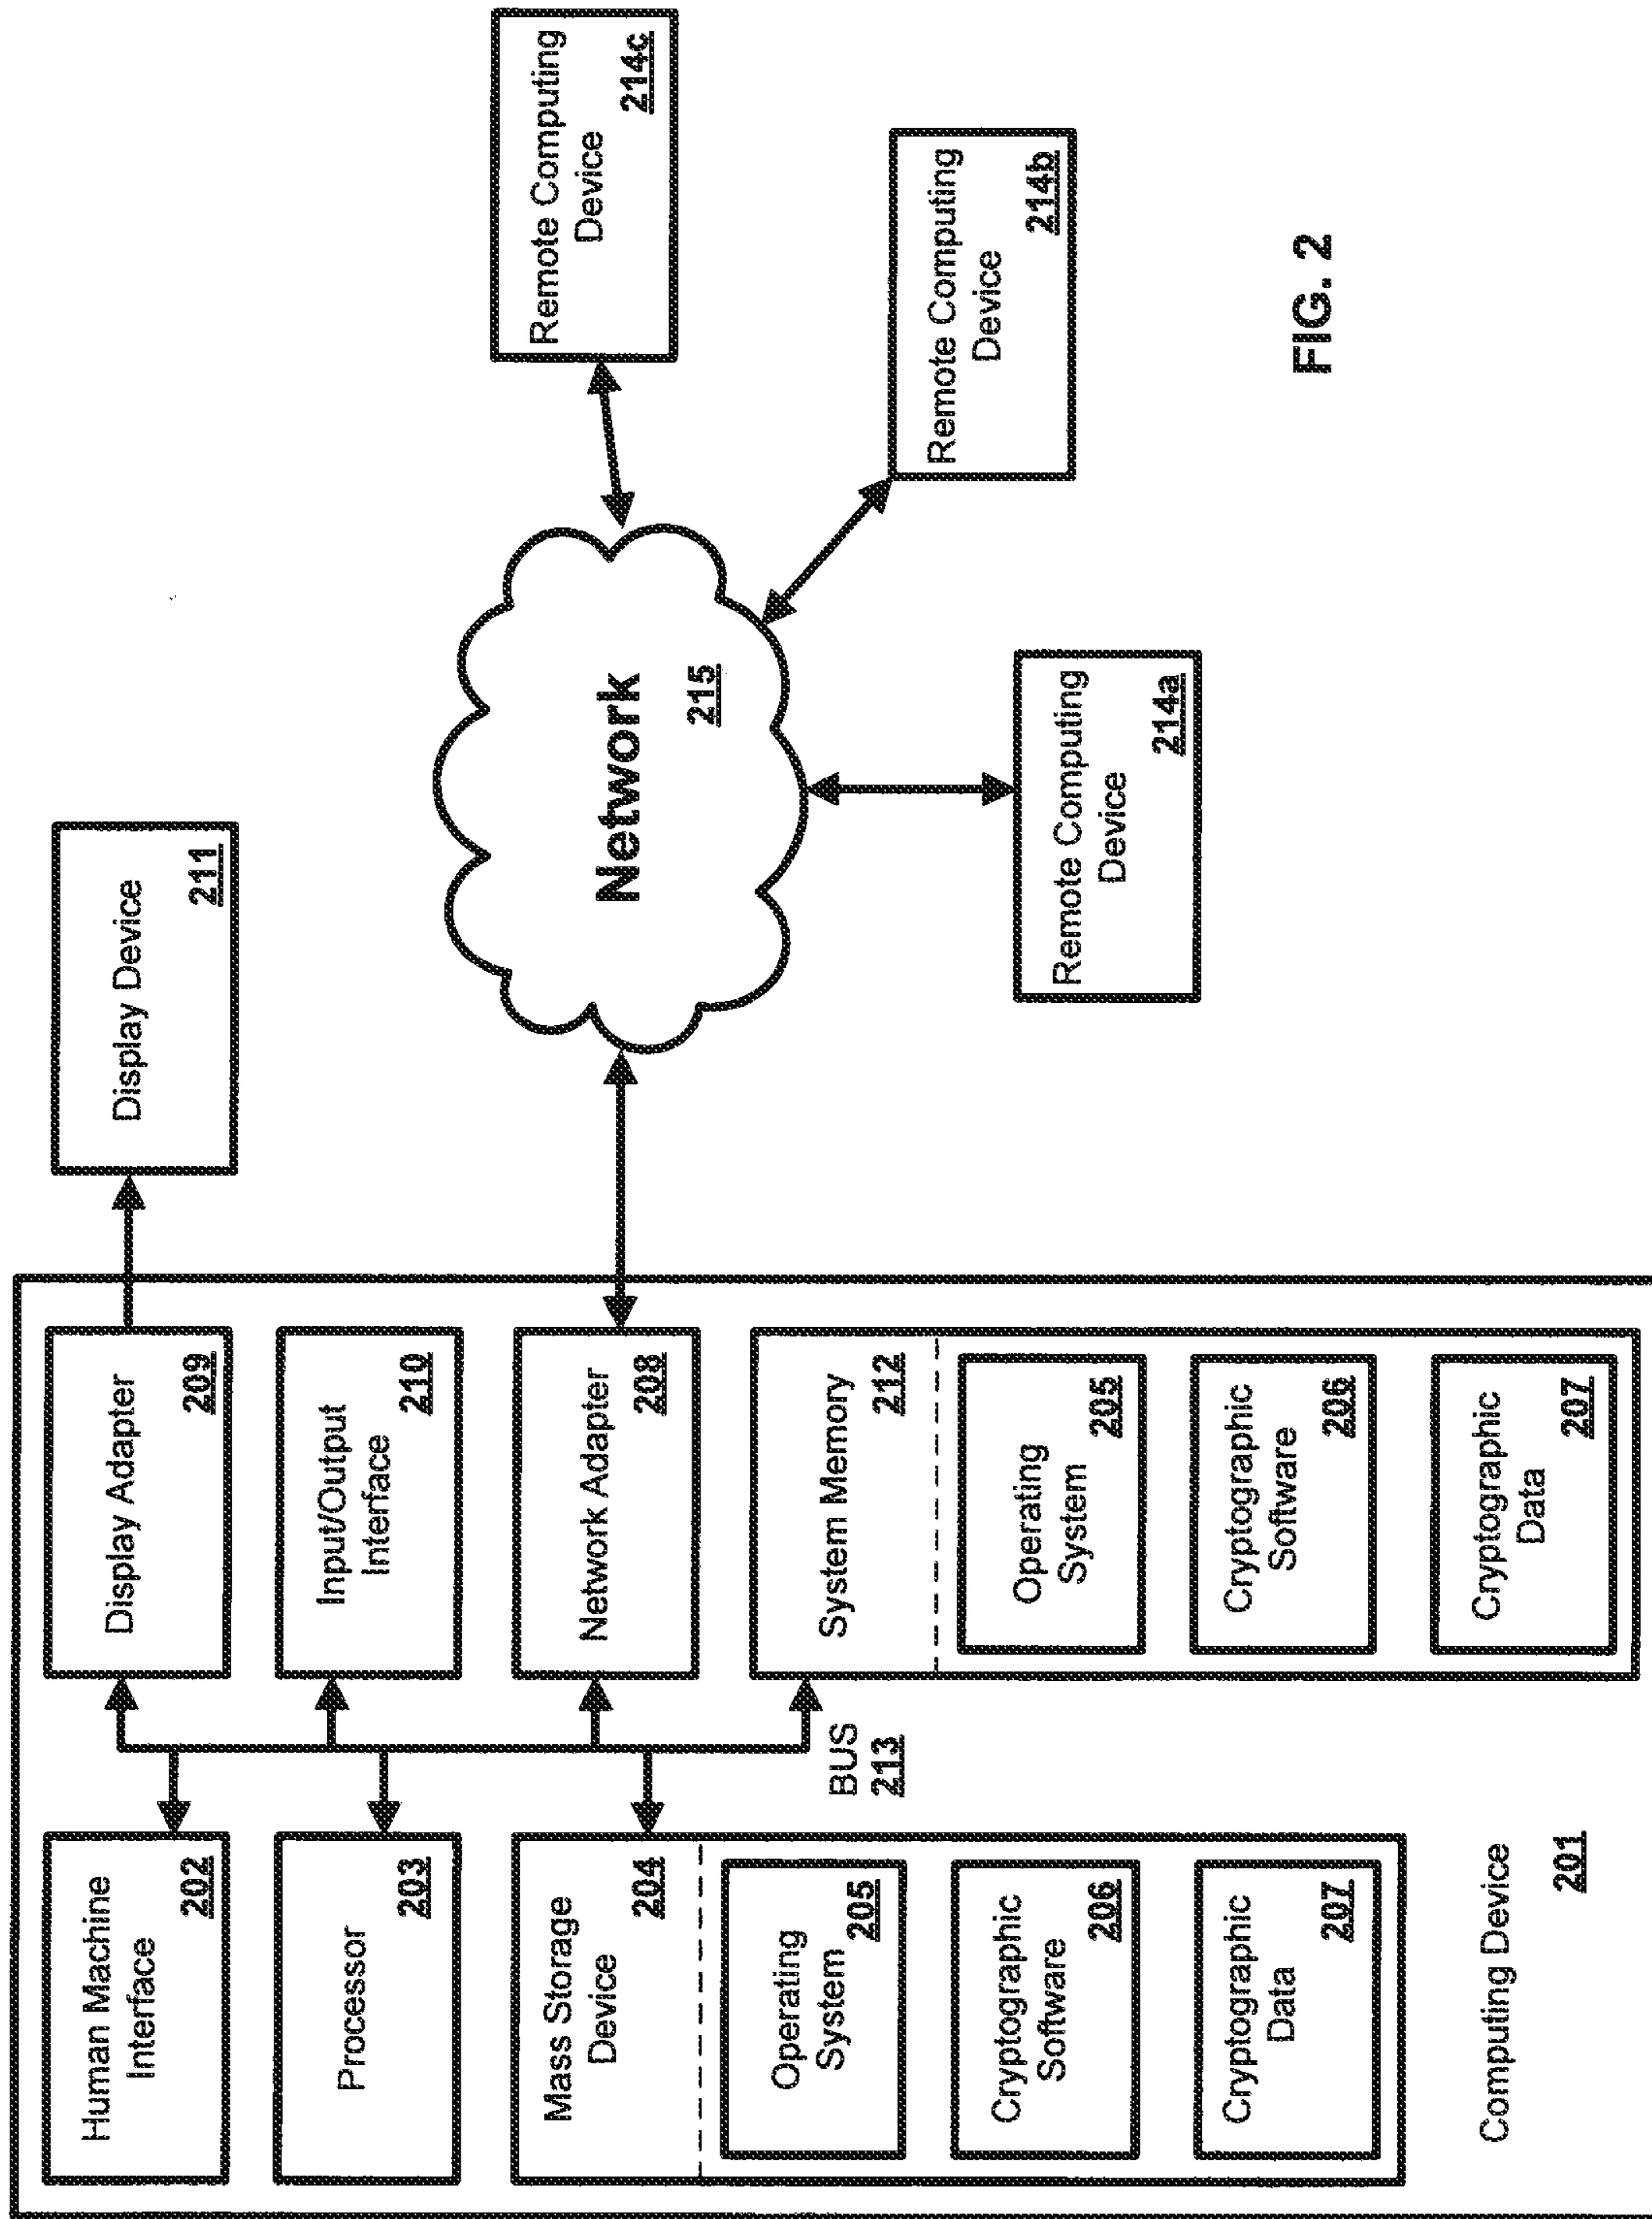 Human Machine
Interface
202
Processor
203
Mass Storage
Device
204
Operating
System
205
Cryptographic
Software
206
Cryptographic
Data
207
Computing Device
201
BUS
213
Display Adapter
209
Input/Output
Interface
210
Network Adapter
208
System Memory
212
Operating
System
205
Cryptographic
Software
206
Cryptographic
Data
207
Display Device
211
Network
215
Remote Computing
Device
214a
Remote Computing
Device
214b
Remote Computing
Device
214c
FIG. 2